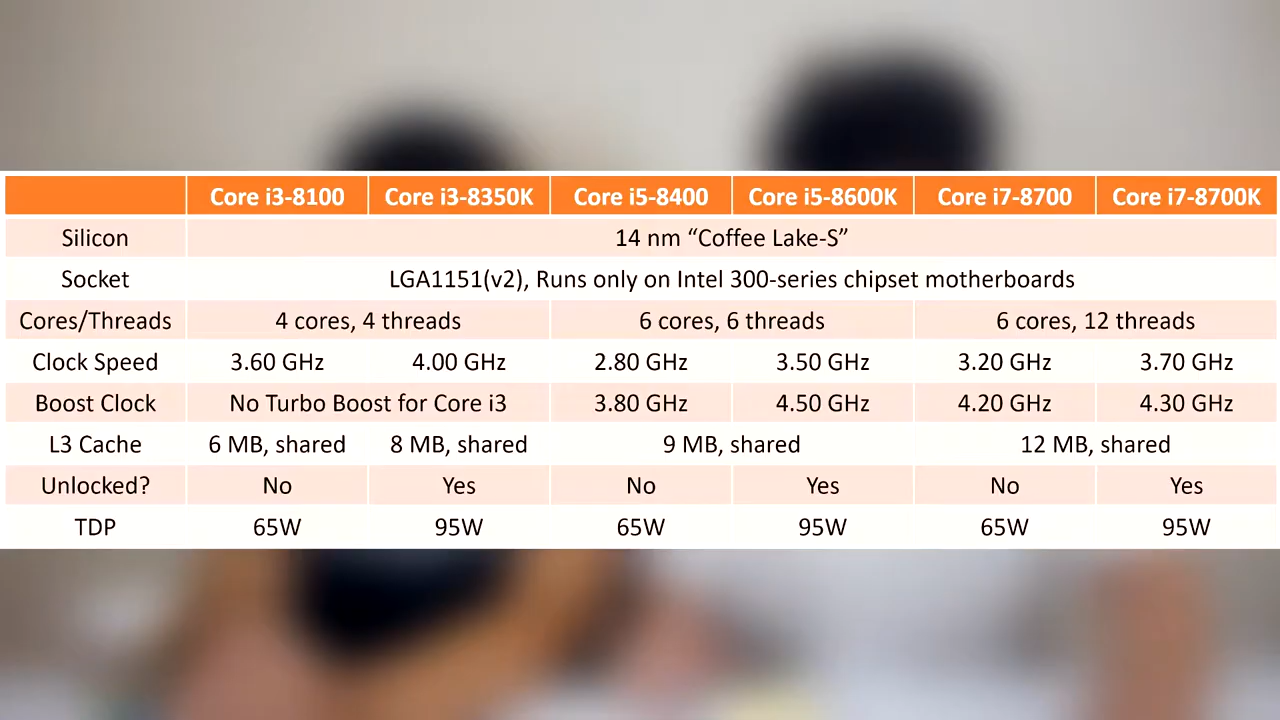 Core i3-8100 Core i3-8350K Core i5-8400 Core i5-8600K Core i7-8700 Core i7-8700K
Silicon 14 nm “Coffee Lake-S”
Socket LGA1151(v2), Runs only on Intel 300-series chipset motherboards
Cores/Threads 4 cores, 4 threads 6 cores, 6 threads 6 cores, 12 threads
Clock Speed 3.60 GHz 4.00 GHz 2.80 GHz 3.50 GHz 3.20 GHz 3.70 GHz
Boost Clock No Turbo Boost for Core i3 3.80 GHz 4.50 GHz 4.20 GHz 4.30 GHz
L3 Cache 6 MB, shared 8 MB, shared 9 MB, shared 12 MB, shared
Unlocked? No Yes No Yes No Yes
TDP 65W 95W 65W 95W 65W 95W